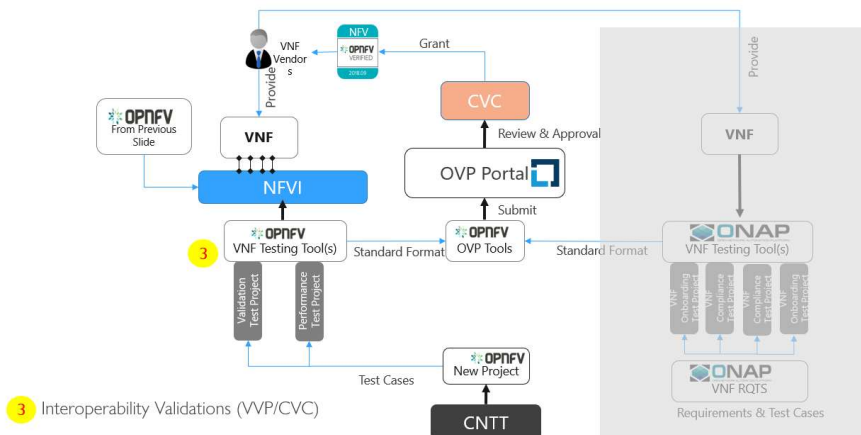 NFV
OPNFV
VERIFIED
2018.09
VNF
Vendor
s
Grant
Provide
Provide
CVC
OPNFV
From Previous
Slide
VNF
Review & Approval
VNF
NFVI
OVP Portal
Submit
OPNFV
VNF Testing Tool(s)
OPNFV
OVP Tools
ONAP
VNF Testing Tool(s)
3
Standard Format
Standard Format
Validation
Test Project
Performance
Test Project
VNF
Onboarding
Test Project
VNF
Compliance
Test Project
VNF
Compliance
Test Project
VNF
Onboarding
Test Project
OPNFV
New Project
Test Cases
ONAP
VNF RQTS
3 Interoperability Validations (VVP/CVC)
CNTT
Requirements & Test Cases